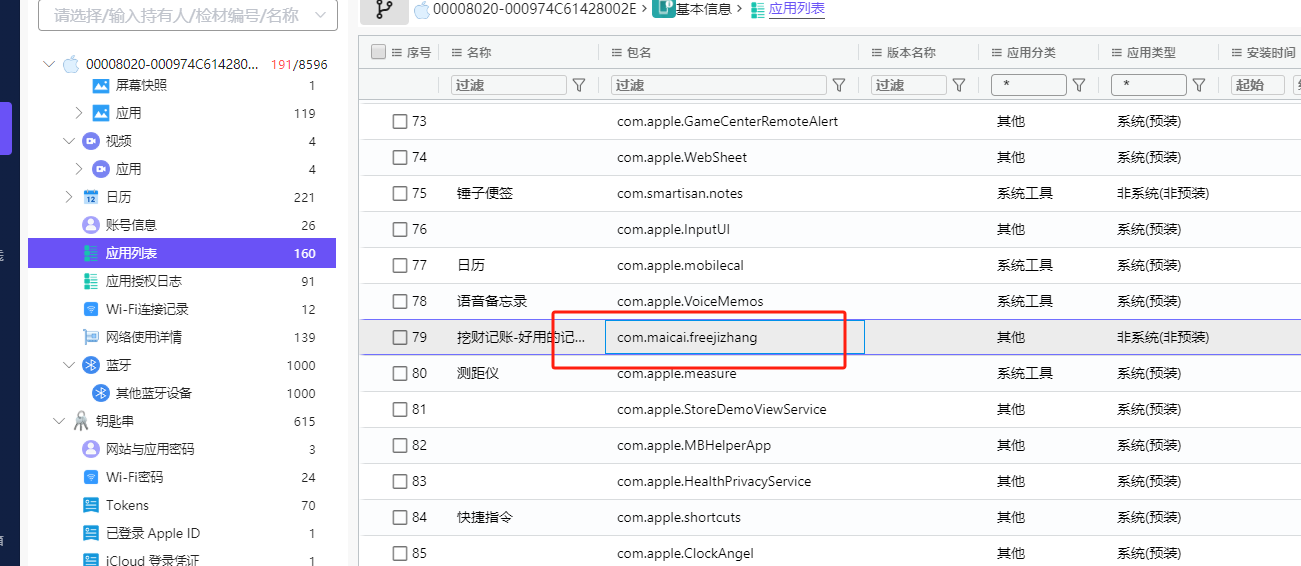 请选择/输入持有人/检材编号/名称
00008020-000974C614280... 191/8596
屏幕快照 1
应用 119
视频 4
应用 4
日历 221
账号信息 26
应用列表 160
应用授权日志 91
Wi-Fi连接记录 12
网络使用详情 139
蓝牙 1000
其他蓝牙设备 1000
钥匙串 615
网站与应用密码 3
Wi-Fi密码 24
Tokens 70
已登录 Apple ID 1
iCloud 登录凭证 1
00008020-000974C61428002E > 基本信息 > 应用列表
序号 名称 包名 版本名称 应用分类 应用类型 安装时间
过滤 过滤 过滤 * * 起始
73 com.apple.GameCenterRemoteAlert 其他 系统(预装)
74 com.apple.WebSheet 其他 系统(预装)
75 锤子便签 com.smartisan.notes 系统工具 非系统(非预装)
76 com.apple.InputUI 其他 系统(预装)
77 日历 com.apple.mobilecal 系统工具 系统(预装)
78 语音备忘录 com.apple.VoiceMemos 系统工具 系统(预装)
79 挖财记账-好用的记... com.maicai.freejizhang 其他 非系统(非预装)
80 测距仪 com.apple.measure 系统工具 系统(预装)
81 com.apple.StoreDemoViewService 其他 系统(预装)
82 com.apple.MBHelperApp 其他 系统(预装)
83 com.apple.HealthPrivacyService 其他 系统(预装)
84 快捷指令 com.apple.shortcuts 其他 系统(预装)
85 com.apple.ClockAngel 其他 系统(预装)